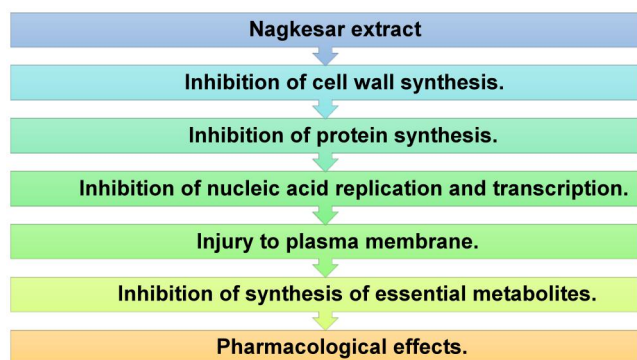 Nagkesar extract
Inhibition of cell wall synthesis.
Inhibition of protein synthesis.
Inhibition of nucleic acid replication and transcription.
Injury to plasma membrane.
Inhibition of synthesis of essential metabolites.
Pharmacological effects.